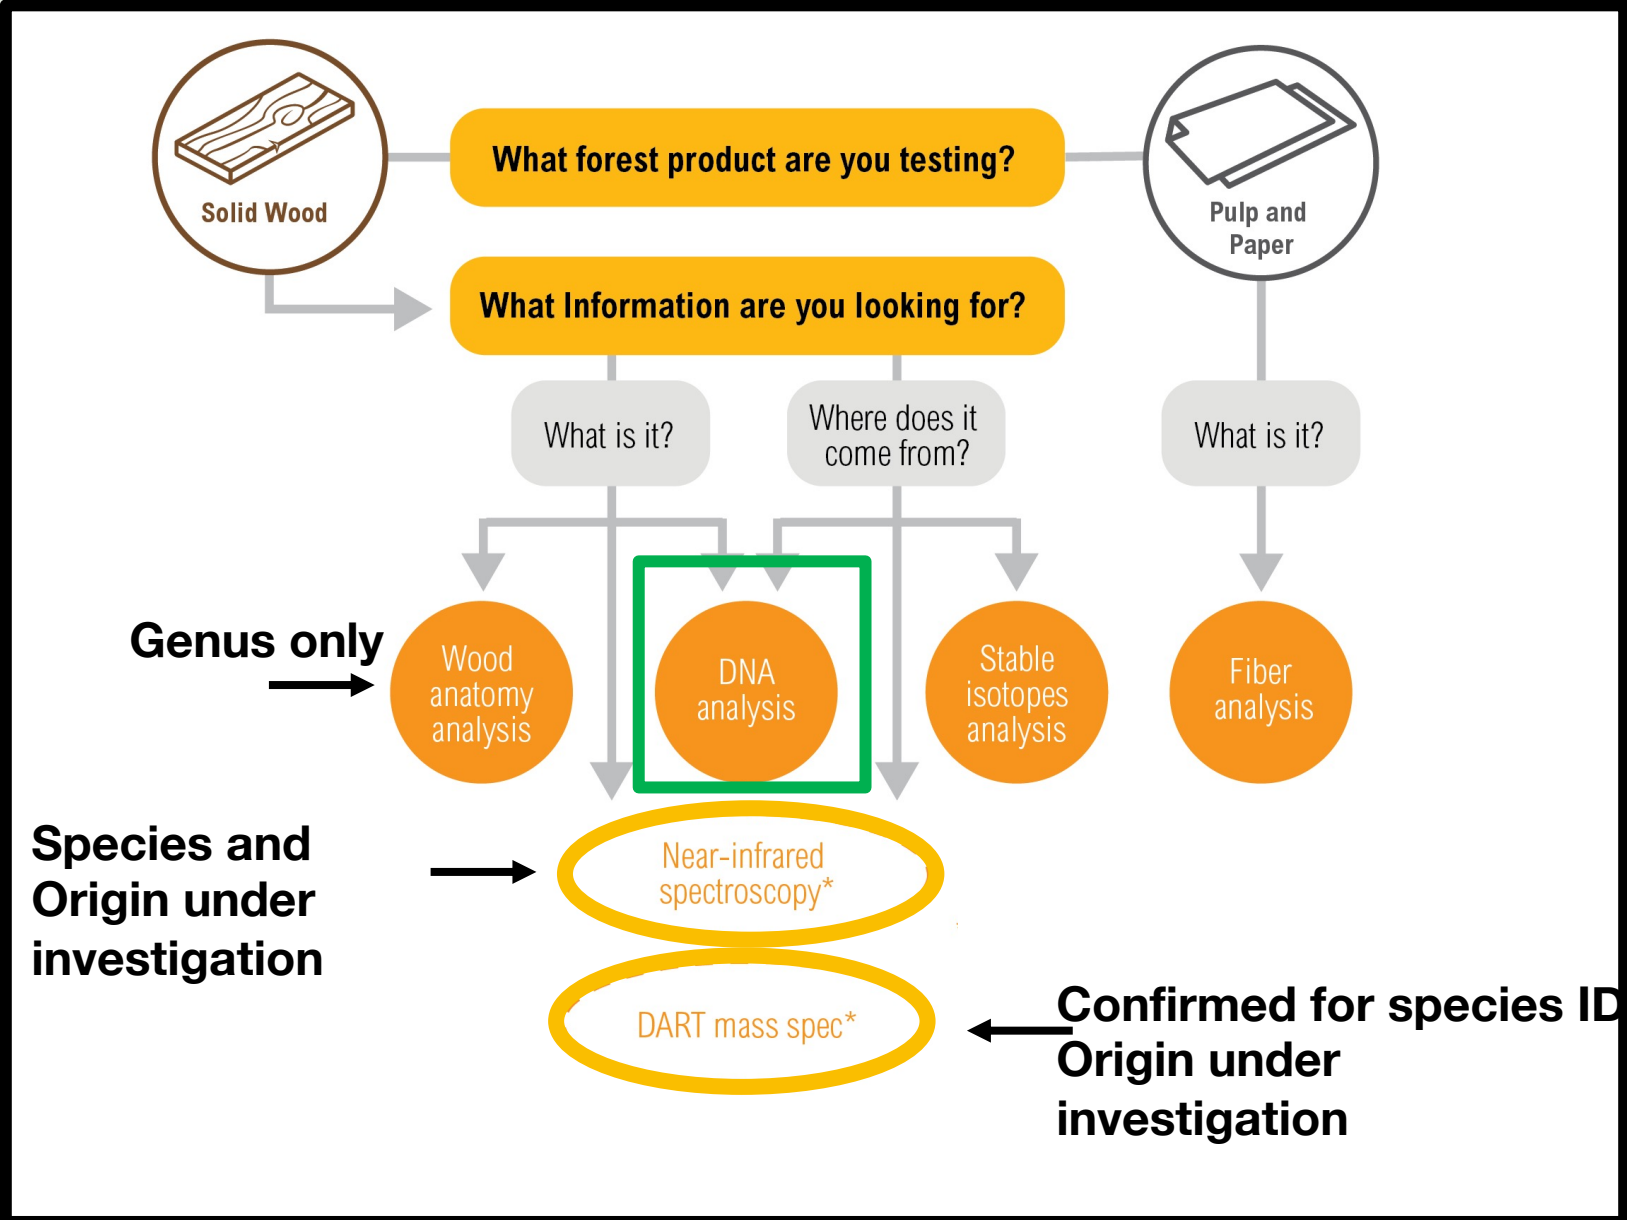 What forest product are you testing?
Solid Wood
Pulp and
Paper
What Information are you looking for?
What is it?
Where does it
come from?
What is it?
Genus only
Wood
anatomy
analysis
DNA
analysis
Stable
isotopes
analysis
Fiber
analysis
Species and
Origin under
investigation
Near-infrared
spectroscopy*
DART mass spec*
Confirmed for species ID
Origin under
investigation